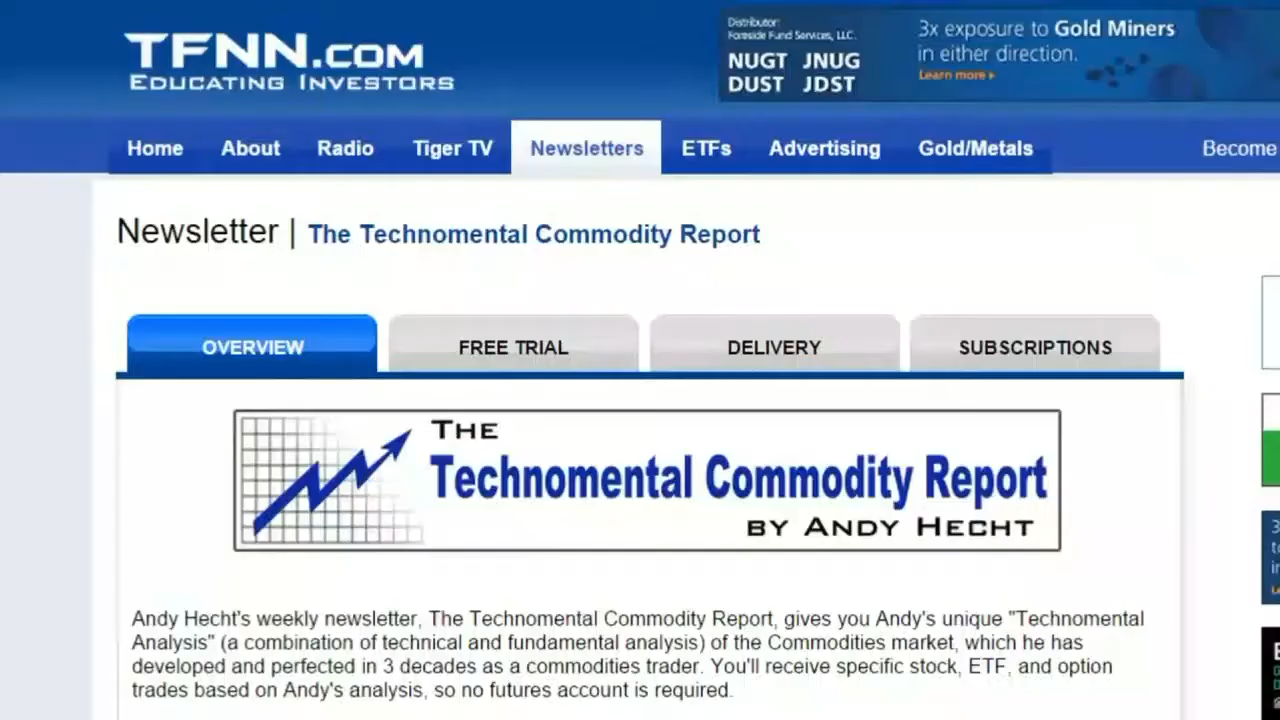 TFNN.COM
EDUCATING INVESTORS
Distributor:
Foreside Fund Services, LLC.
NUGT JNUG
DUST JDST
3x exposure to Gold Miners
in either direction.
Learn more
Home About Radio Tiger TV Newsletters ETFs Advertising Gold/Metals Become
Newsletter | The Technomental Commodity Report
OVERVIEW FREE TRIAL DELIVERY SUBSCRIPTIONS
THE
Technomental Commodity Report
BY ANDY HECHT
Andy Hecht's weekly newsletter, The Technomental Commodity Report, gives you Andy's unique "Technomental
Analysis" (a combination of technical and fundamental analysis) of the Commodities market, which he has
developed and perfected in 3 decades as a commodities trader. You'll receive specific stock, ETF, and option
trades based on Andy's analysis, so no futures account is required.